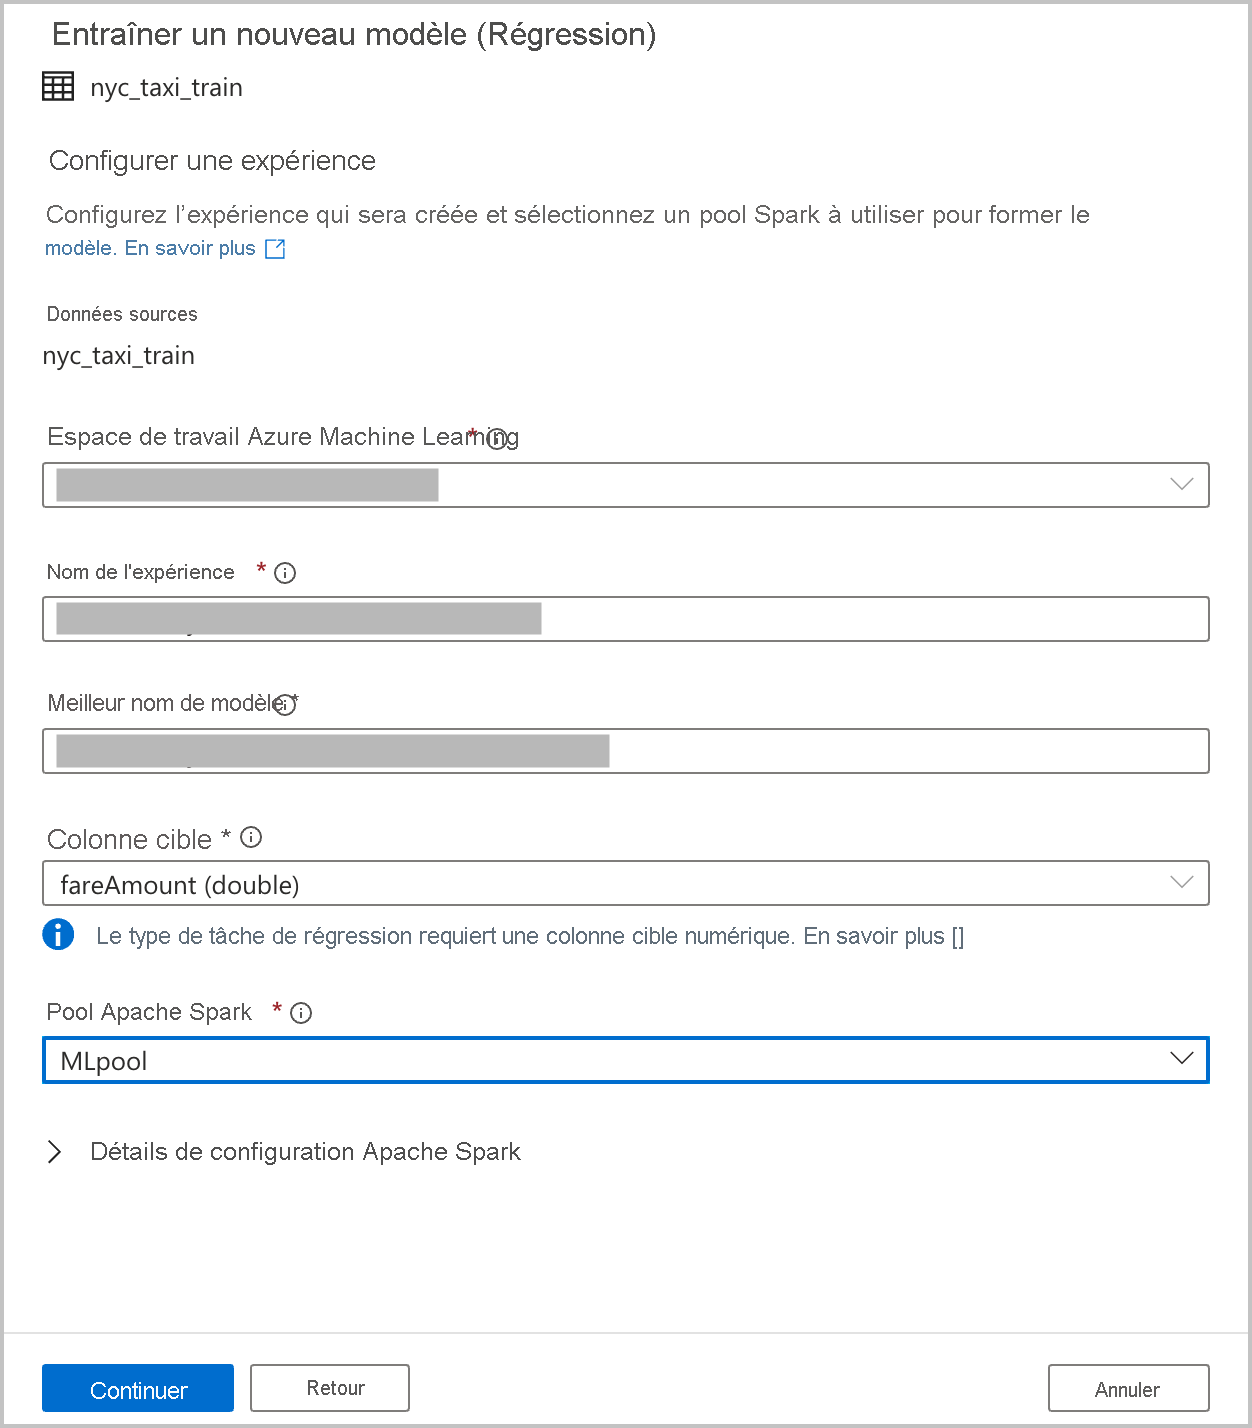 Entraîner un nouveau modèle (Régression)
nyc_taxi_train
Configurer une expérience
Configurez l’expérience qui sera créée et sélectionnez un pool Spark à utiliser pour former le
modèle. En savoir plus
Données sources
nyc_taxi_train
Espace de travail Azure Machine Learning *
Nom de l'expérience *
Meilleur nom de modèle *
Colonne cible *
fareAmount (double)
Le type de tâche de régression requiert une colonne cible numérique. En savoir plus []
Pool Apache Spark *
MLpool
Détails de configuration Apache Spark
Continuer
Retour
Annuler